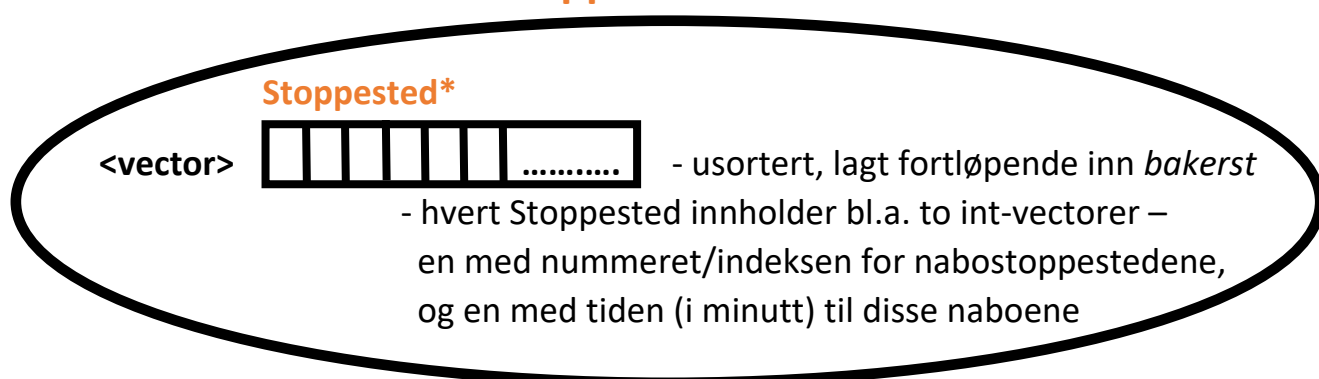 Stoppested*
<vector> ........... - usortert, lagt fortløpende inn bakerst
- hvert Stoppested innholder bl.a. to int-vectorer –
en med nummeret/indeksen for nabostoppestedene,
og en med tiden (i minutt) til disse naboene